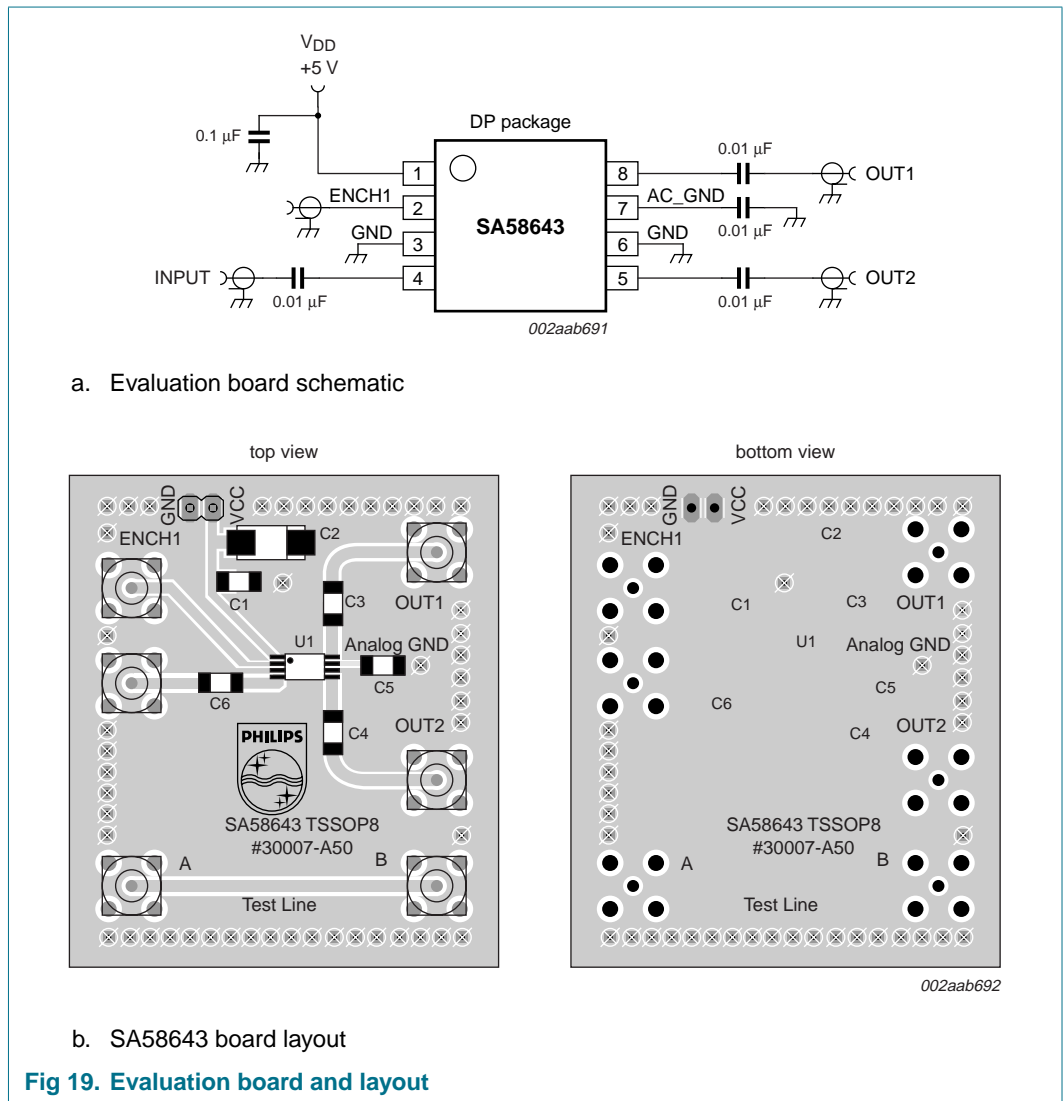 VDD
+5 V
0.1 μF
DP package
0.01 μF
1
8
OUT1
ENCH1
2
7
AC_GND
SA58643
0.01 μF
GND
3
6
GND
INPUT
4
5
OUT2
0.01 μF
0.01 μF
002aab691
a. Evaluation board schematic
top view
GND
VCC
ENCH1
C2
C1
C3
OUT1
U1
Analog GND
C5
C6
C4
OUT2
PHILIPS
SA58643 TSSOP8
#30007-A50
A
B
Test Line
bottom view
GND
VCC
ENCH1
C2
C1
C3
OUT1
U1
Analog GND
C5
C6
C4
OUT2
SA58643 TSSOP8
#30007-A50
A
B
Test Line
002aab692
b. SA58643 board layout
Fig 19. Evaluation board and layout